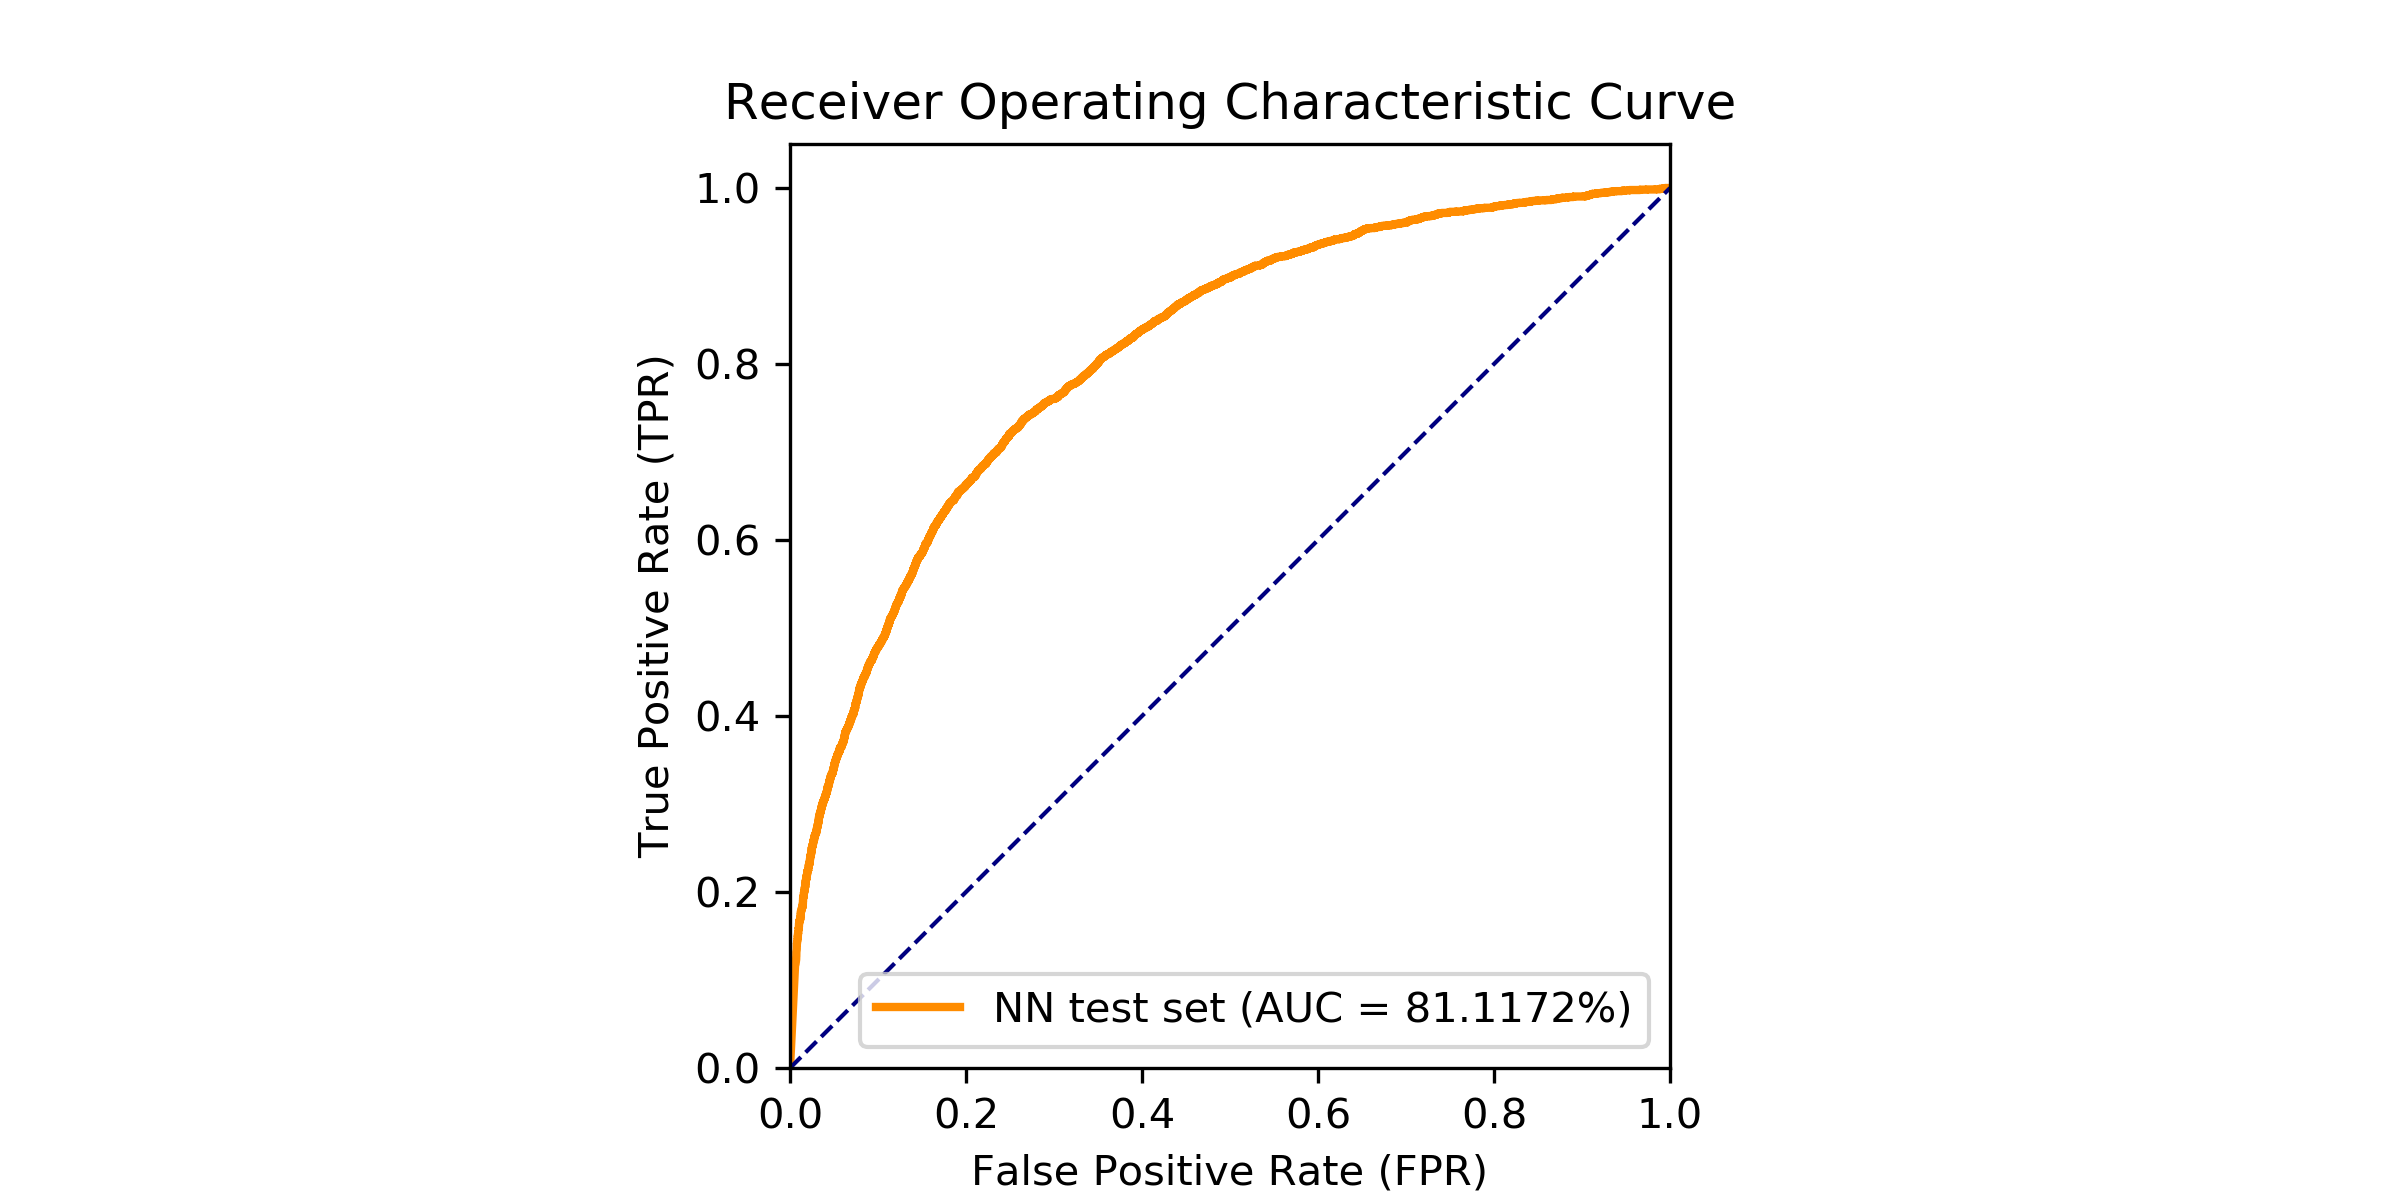 Receiver Operating Characteristic Curve
1.0
0.8
0.6
0.4
0.2
0.0
True Positive Rate (TPR)
NN test set (AUC = 81.1172%)
0.0 0.2 0.4 0.6 0.8 1.0
False Positive Rate (FPR)